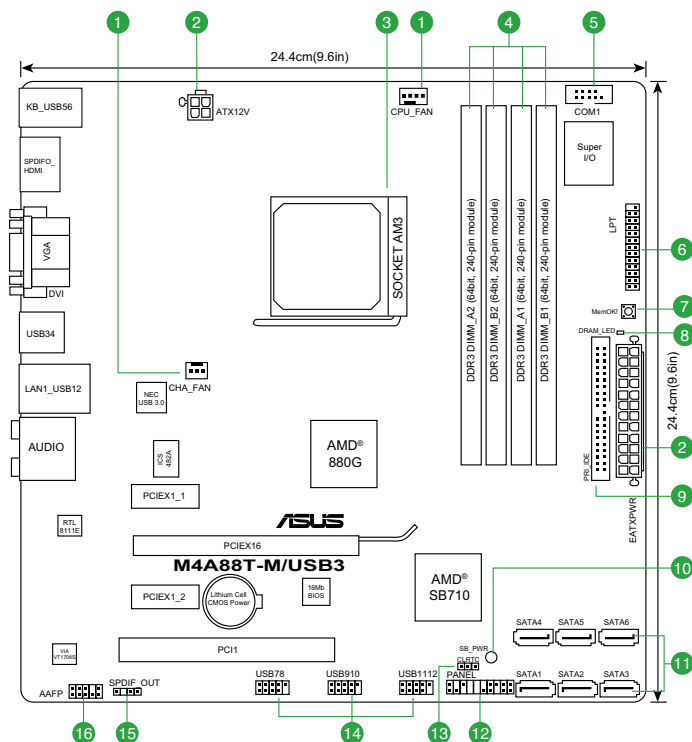 1
2
3
1
4
5
24.4cm(9.6in)
KB_USB56
ATX12V
CPU_FAN
COM1
SPDIFO_
HDMI
Super
I/O
VGA
DVI
SOCKET AM3
DDR3 DIMM_A2 (64bit, 240-pin module)
DDR3 DIMM_B2 (64bit, 240-pin module)
DDR3 DIMM_A1 (64bit, 240-pin module)
DDR3 DIMM_B1 (64bit, 240-pin module)
LPT
6
MemOK!
7
DRAM_LED
8
USB34
24.4cm(9.6in)
CHA_FAN
LAN1_USB12
NEC
USB 3.0
AUDIO
ICS
482A
AMD®
880G
PRI_IDE
2
EATXPWR
9
PCIEX1_1
RTL
8111E
ASUS
PCIEX16
M4A88T-M/USB3
PCIEX1_2
Lithium Cell
CMOS Power
16Mb
BIOS
AMD®
SB710
10
SATA4
SATA5
SATA6
VIA
VT1708S
PCI1
SB_PWR
CLRTC
11
AAFP
SPDIF_OUT
USB78
USB910
USB1112
PANEL
SATA1
SATA2
SATA3
16
15
14
13
12